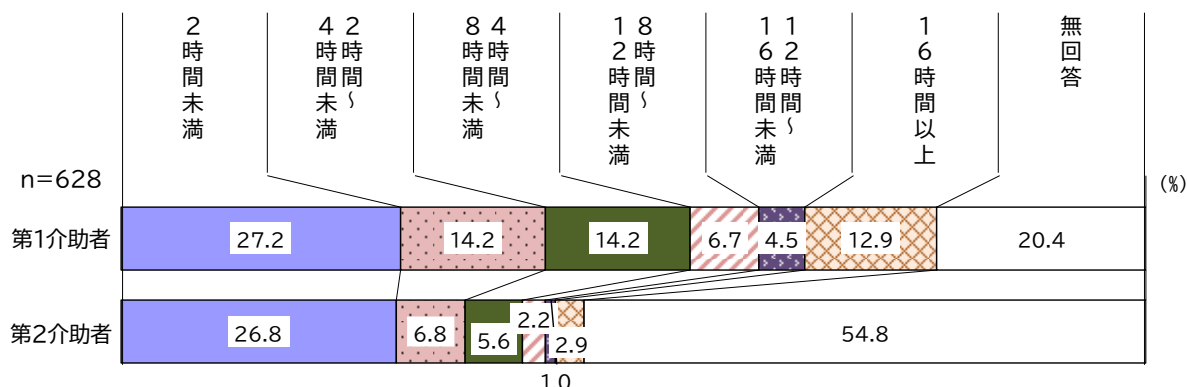 2時間未満
2時間～
4時間未満
4時間～
8時間未満
8時間～
12時間未満
12時間～
16時間未満
16時間以上
無回答
n=628
(%)
第1介助者
27.2
14.2
14.2
6.7
4.5
12.9
20.4
第2介助者
26.8
6.8
5.6
2.2
2.9
54.8
1.0